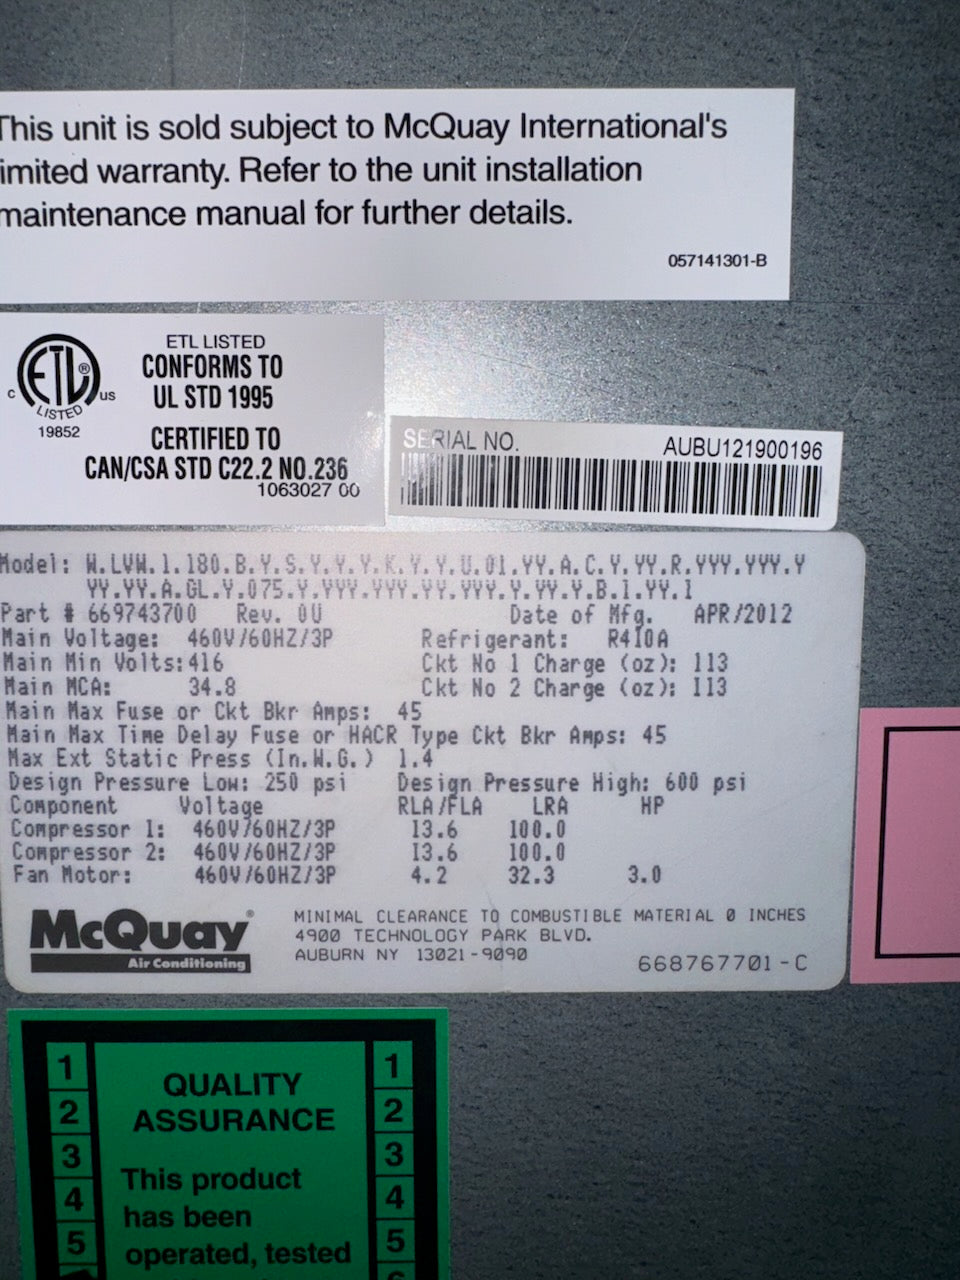 This unit is sold subject to McQuay International's
limited warranty. Refer to the unit installation
maintenance manual for further details.
057141301-B
ETL LISTED
CONFORMS TO
UL STD 1995
CERTIFIED TO
CAN/CSA STD C22.2 NO.236
1063027 00
C ETL ® US
LISTED
19852
SERIAL NO. AUBU121900196
Model: W.LVW.1.180.B.Y.S.Y.Y.Y.K.Y.Y.U.01.YY.A.C.Y.YY.R.YYY.YYY.Y
YY.YY.A.GL.Y.075.Y.YYY.YYY.YY.YYY.Y.YY.Y.B.1.YY.1
Part # 669743700 Rev. 0U Date of Mfg. APR/2012
Main Voltage: 460V/60HZ/3P Refrigerant: R410A
Main Min Volts:416 Ckt No 1 Charge (oz): 113
Main MCA: 34.8 Ckt No 2 Charge (oz): 113
Main Max Fuse or Ckt Bkr Amps: 45
Main Max Time Delay Fuse or HACR Type Ckt Bkr Amps: 45
Max Ext Static Press (In.W.G.) 1.4
Design Pressure Low: 250 psi Design Pressure High: 600 psi
Component Voltage RLA/FLA LRA HP
Compressor 1: 460V/60HZ/3P 13.6 100.0
Compressor 2: 460V/60HZ/3P 13.6 100.0
Fan Motor: 460V/60HZ/3P 4.2 32.3 3.0
McQuay®
Air Conditioning
MINIMAL CLEARANCE TO COMBUSTIBLE MATERIAL 0 INCHES
4900 TECHNOLOGY PARK BLVD.
AUBURN NY 13021-9090
668767701-C
1 QUALITY 1
2 ASSURANCE 2
3 This product 3
4 has been 4
5 operated, tested 5